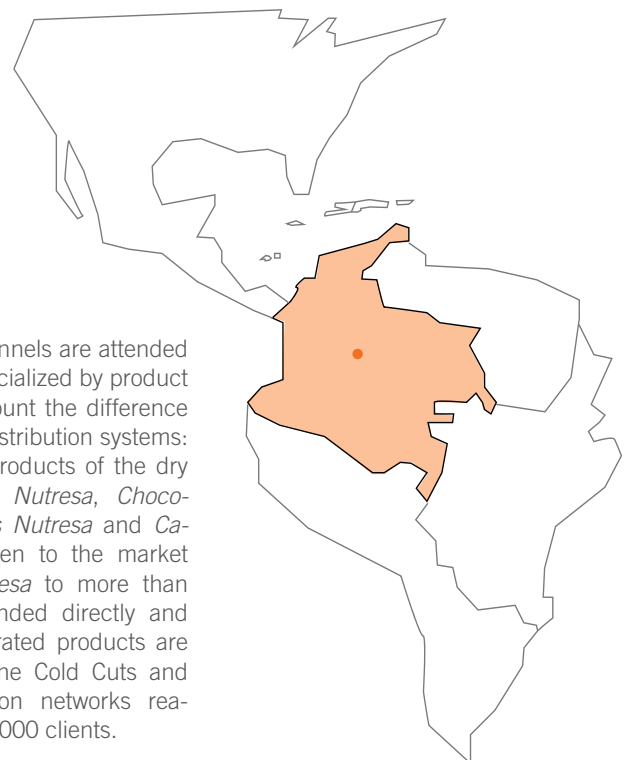 nnels are attended
cialized by product
ount the difference
stribution systems:
roducts of the dry
Nutresa, Choco-
s Nutresa and Ca-
en to the market
esa to more than
nded directly and
rated products are
ne Cold Cuts and
on networks rea-
000 clients.